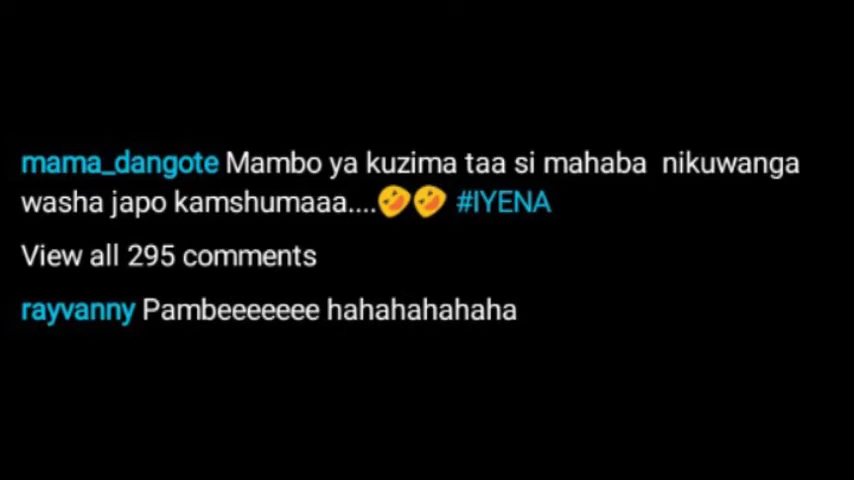 mama_dangote Mambo ya kuzima taa si mahaba  nikuwanga
washa japo kamshumaaa....🤣🤣 #IYENA
View all 295 comments
rayvanny Pambeeeeeee hahahahahaha